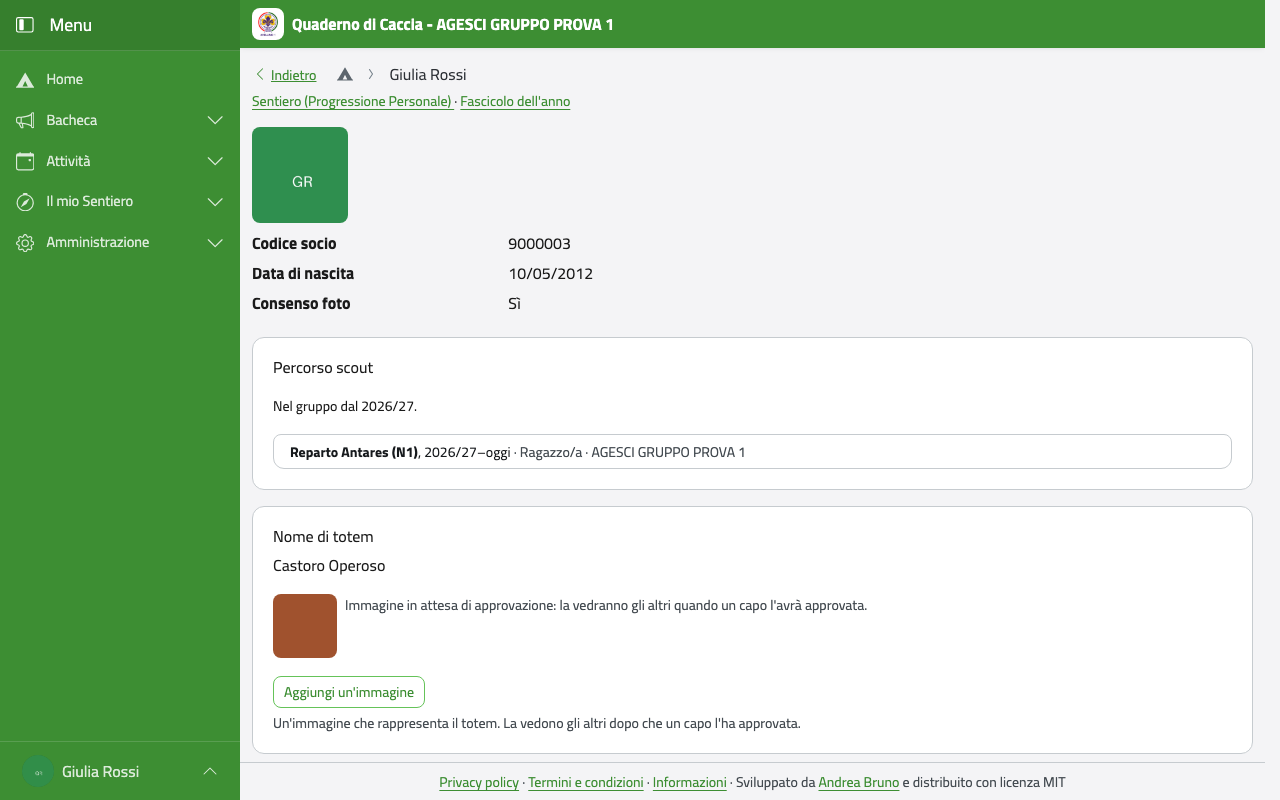 Menu
Quaderno di Caccia - AGESCI GRUPPO PROVA 1
Home
Bacheca
Attività
Il mio Sentiero
Amministrazione
Giulia Rossi
Indietro
Giulia Rossi
Sentiero (Progressione Personale) · Fascicolo dell'anno
GR
Codice socio 9000003
Data di nascita 10/05/2012
Consenso foto Sì
Percorso scout
Nel gruppo dal 2026/27.
Reparto Antares (N1), 2026/27–oggi · Ragazzo/a · AGESCI GRUPPO PROVA 1
Nome di totem
Castoro Operoso
Immagine in attesa di approvazione: la vedranno gli altri quando un capo l'avrà approvata.
Aggiungi un'immagine
Un'immagine che rappresenta il totem. La vedono gli altri dopo che un capo l'ha approvata.
Privacy policy · Termini e condizioni · Informazioni · Sviluppato da Andrea Bruno e distribuito con licenza MIT